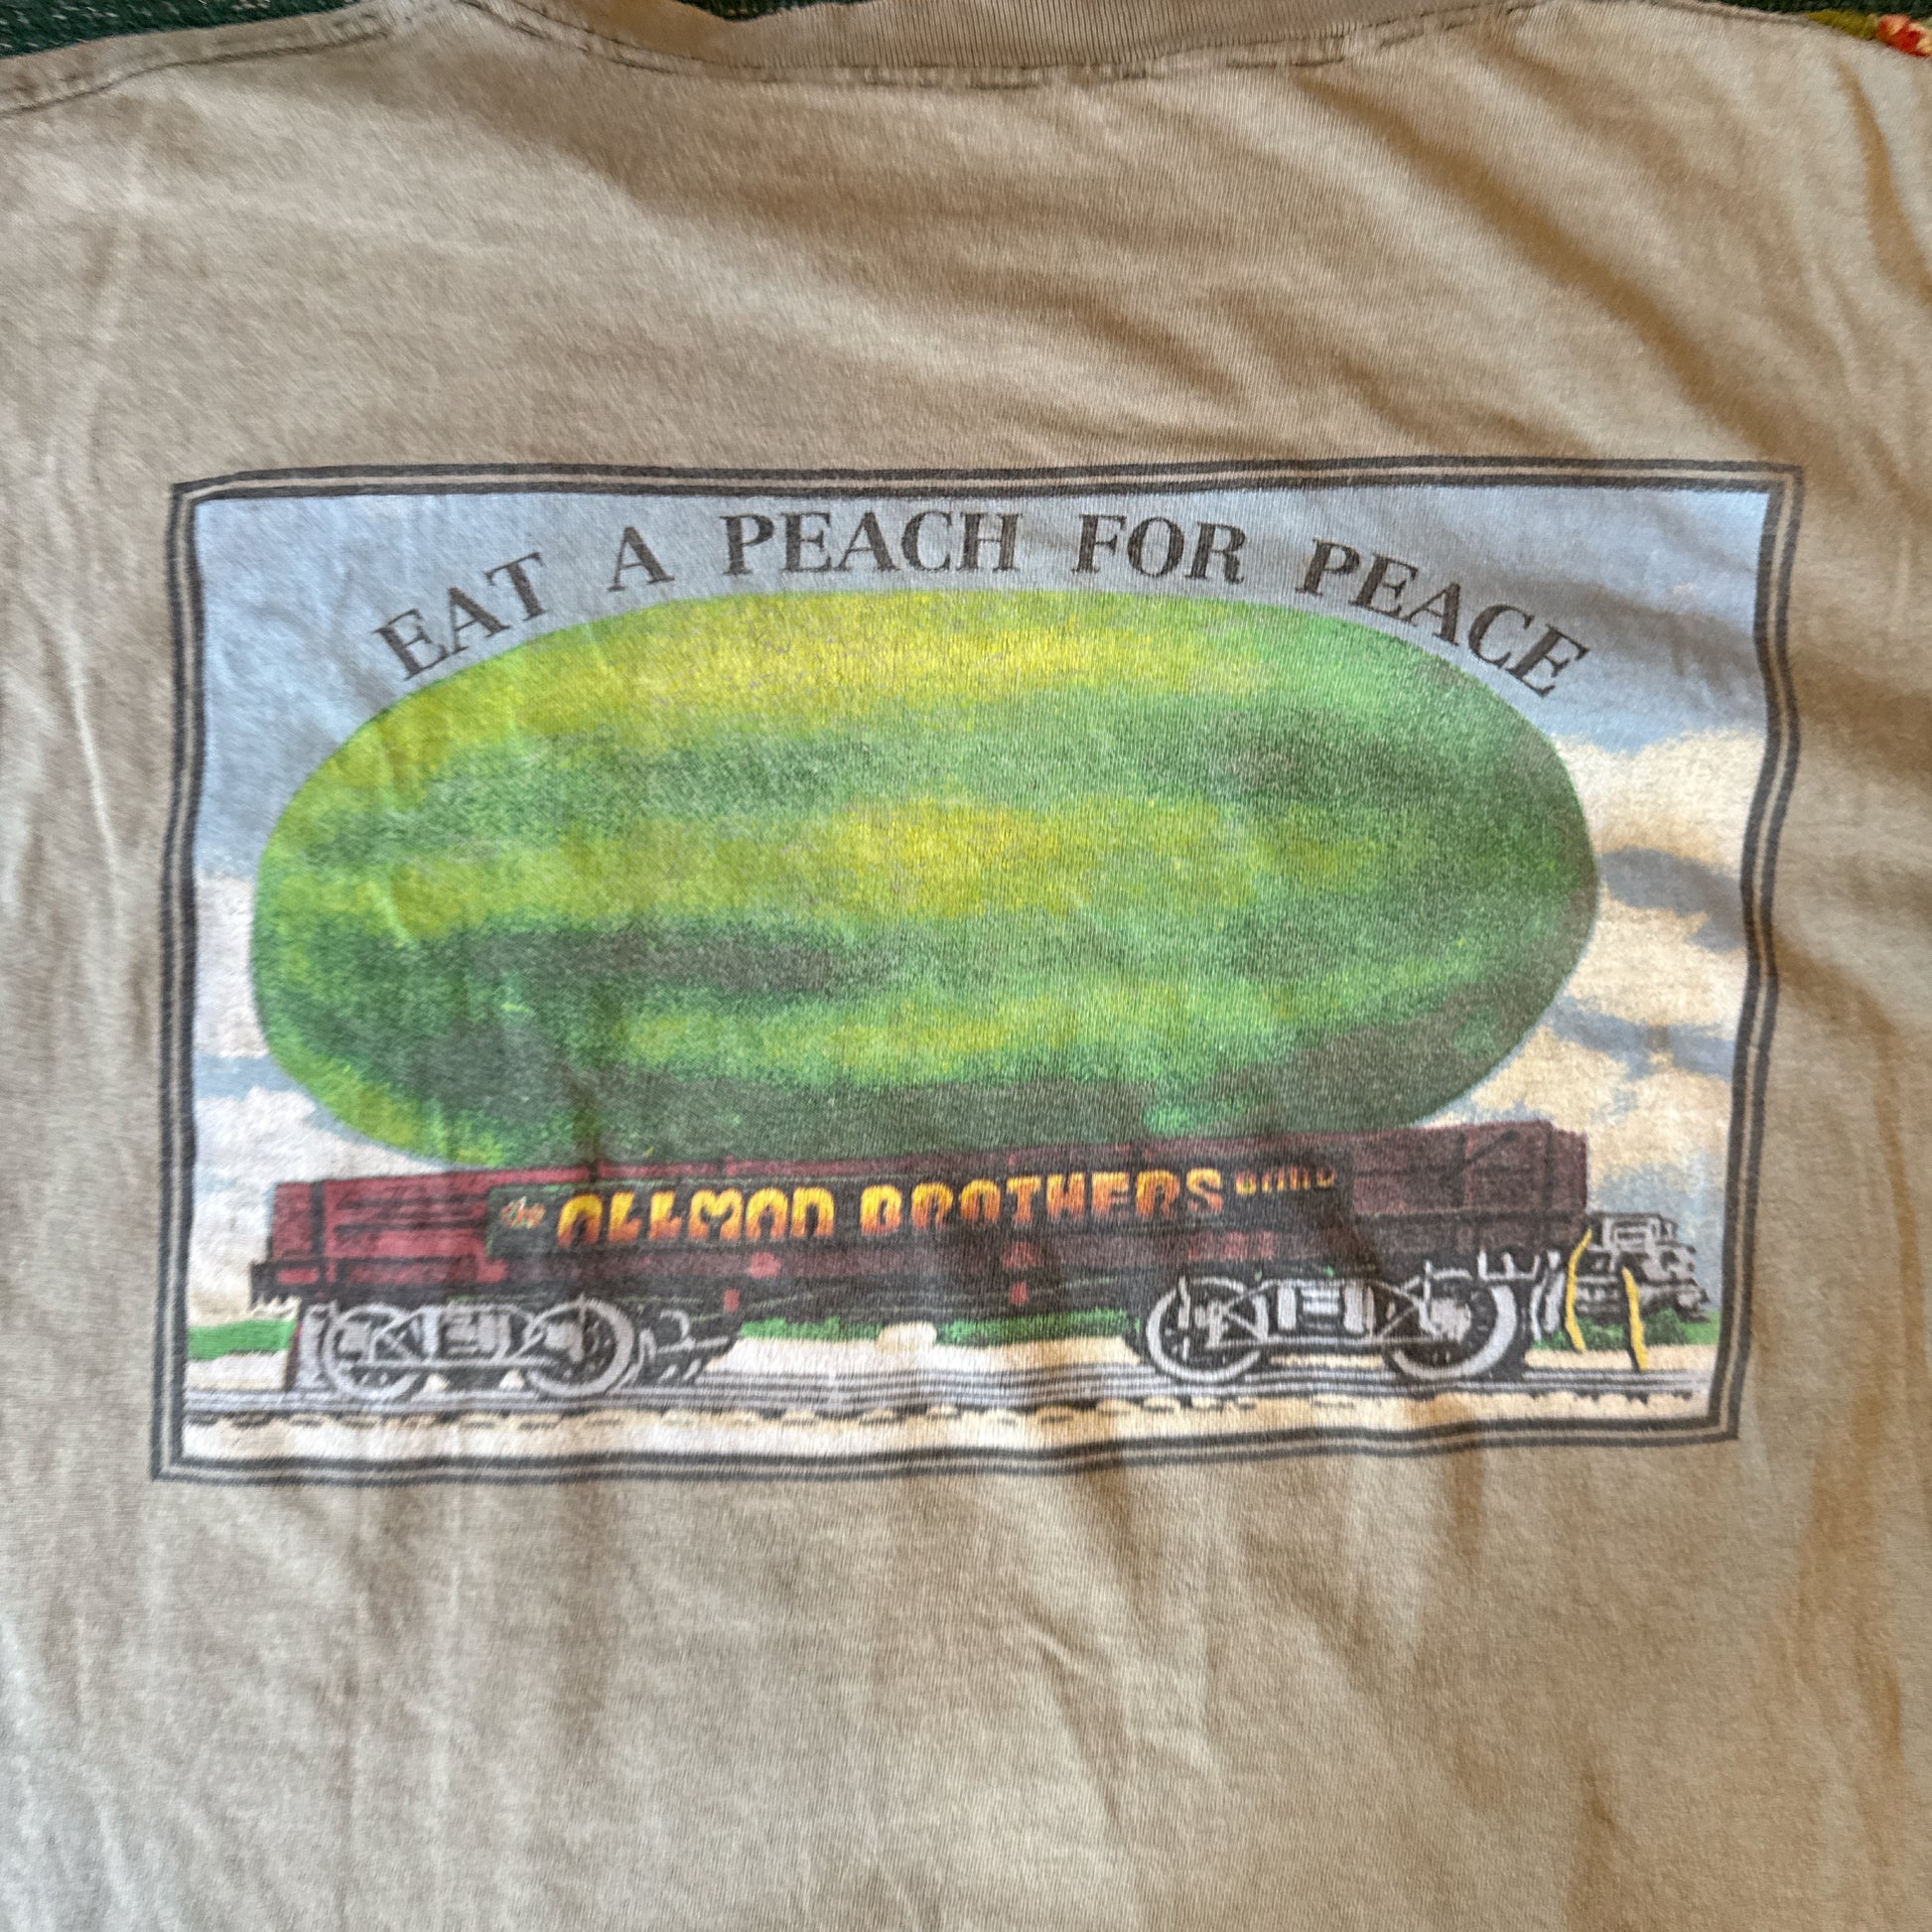 EAT A PEACH FOR PEACE
the ALLMAN BROTHERS BAND